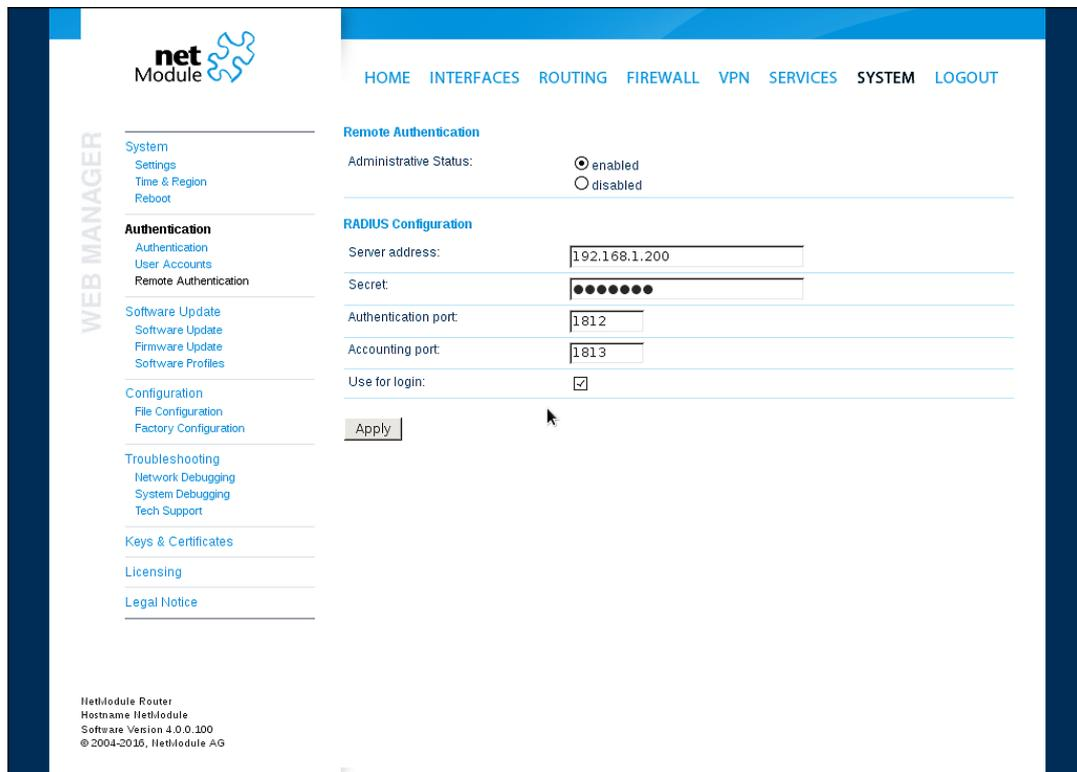 net
Module
HOME INTERFACES ROUTING FIREWALL VPN SERVICES SYSTEM LOGOUT
WEB MANAGER
System
Settings
Time & Region
Reboot
Authentication
Authentication
User Accounts
Remote Authentication
Software Update
Software Update
Firmware Update
Software Profiles
Configuration
File Configuration
Factory Configuration
Troubleshooting
Network Debugging
System Debugging
Tech Support
Keys & Certificates
Licensing
Legal Notice
Remote Authentication
Administrative Status: enabled
disabled
RADIUS Configuration
Server address: 192.168.1.200
Secret: ●●●●●●●
Authentication port: 1812
Accounting port: 1813
Use for login:
Apply
NetModule Router
Hostname NetModule
Software Version 4.0.0.100
© 2004-2016, NetModule AG